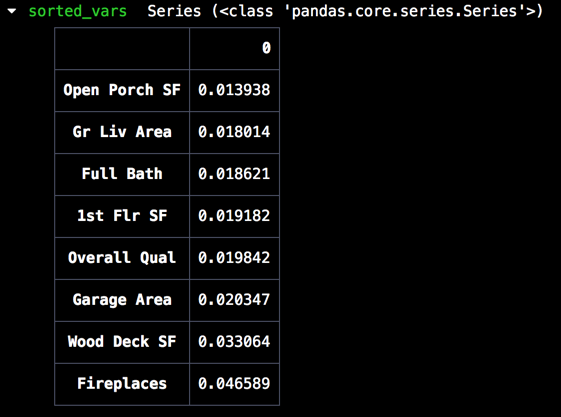 sorted_vars Series (<class 'pandas.core.series.Series'>)
0
Open Porch SF 0.013938
Gr Liv Area 0.018014
Full Bath 0.018621
1st Flr SF 0.019182
Overall Qual 0.019842
Garage Area 0.020347
Wood Deck SF 0.033064
Fireplaces 0.046589